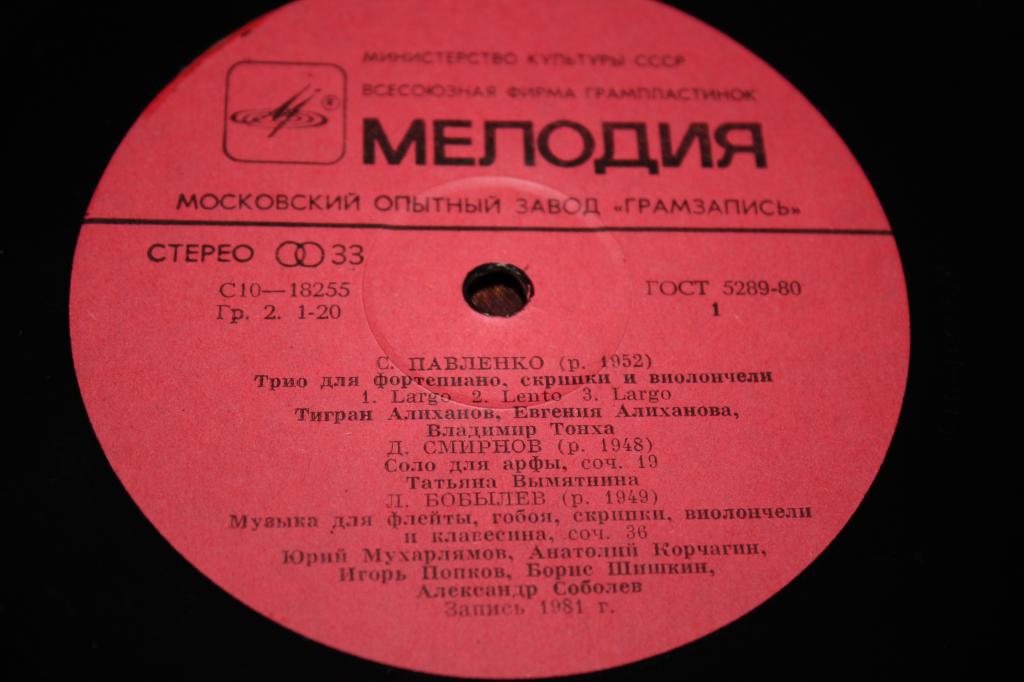 МИНИСТЕРСТВО КУЛЬТУРЫ СССР
ВСЕСОЮЗНАЯ ФИРМА ГРАМПЛАСТИНОК
® МЕЛОДИЯ
МОСКОВСКИЙ ОПЫТНЫЙ ЗАВОД «ГРАМЗАПИСЬ»
СТЕРЕО 33
С10—18255 ГОСТ 5289-80
Гр. 2. 1-20 1
С. ПАВЛЕНКО (р. 1952)
Трио для фортепиано, скрипки и виолончели
1. Largo 2. Lento 3. Largo
Тигран Алиханов, Евгения Алиханова,
Владимир Тонха
Д. СМИРНОВ (р. 1948)
Соло для арфы, соч. 19
Татьяна Вымятнина
Л. БОБЫЛЕВ (р. 1949)
Музыка для флейты, гобоя, скрипки, виолончели
и клавесина, соч. 36
Юрий Мухарлямов, Анатолий Корчагин,
Игорь Попков, Борис Шишкин,
Александр Соболев
Запись 1981 г.